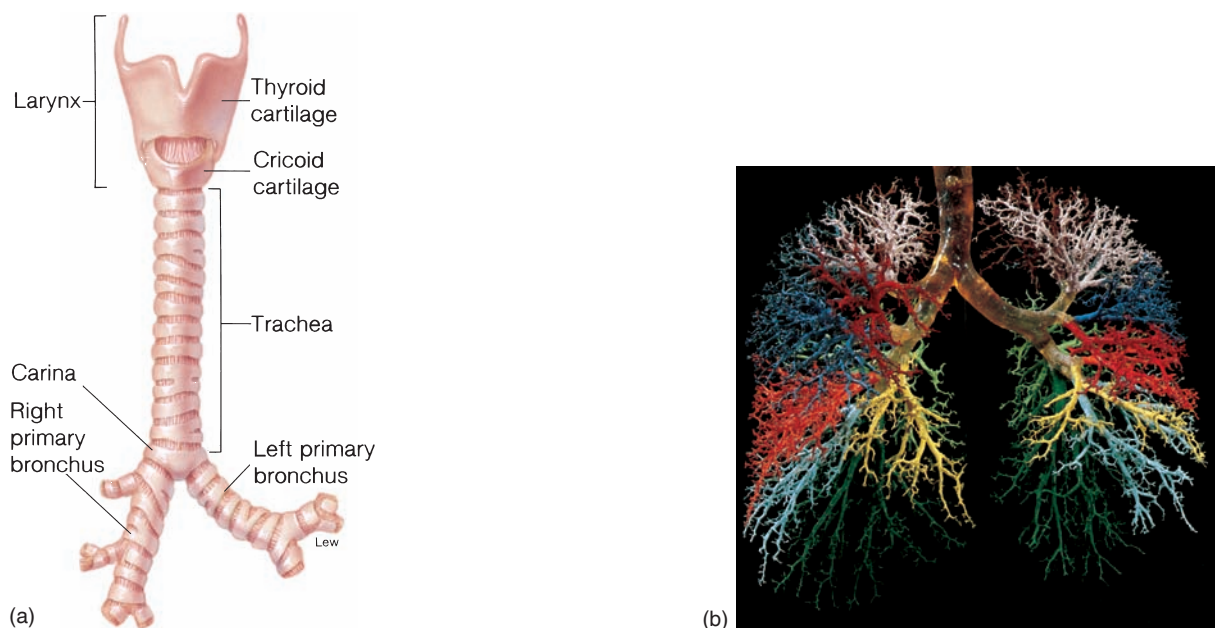 Larynx
Thyroid
cartilage
Cricoid
cartilage
Trachea
Carina
Right
primary
bronchus
Left primary
bronchus
Lew
(a)
(b)